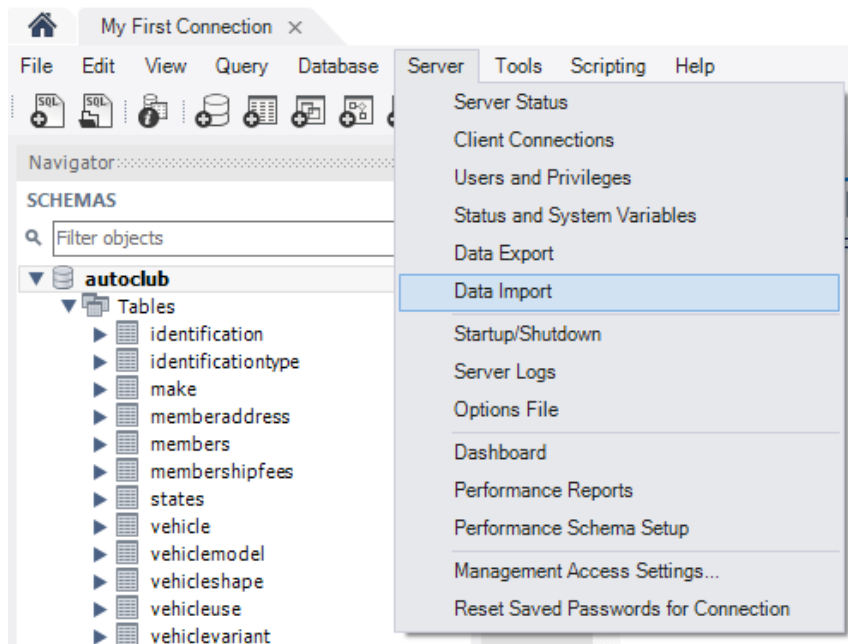 My First Connection ×
File Edit View Query Database Server Tools Scripting Help
SQL SQL
Navigator
SCHEMAS
Filter objects
autoclub
Tables
identification
identificationtype
make
memberaddress
members
membershipfees
states
vehicle
vehiclemodel
vehicleshape
vehicleuse
vehiclevariant
Server Status
Client Connections
Users and Privileges
Status and System Variables
Data Export
Data Import
Startup/Shutdown
Server Logs
Options File
Dashboard
Performance Reports
Performance Schema Setup
Management Access Settings...
Reset Saved Passwords for Connection